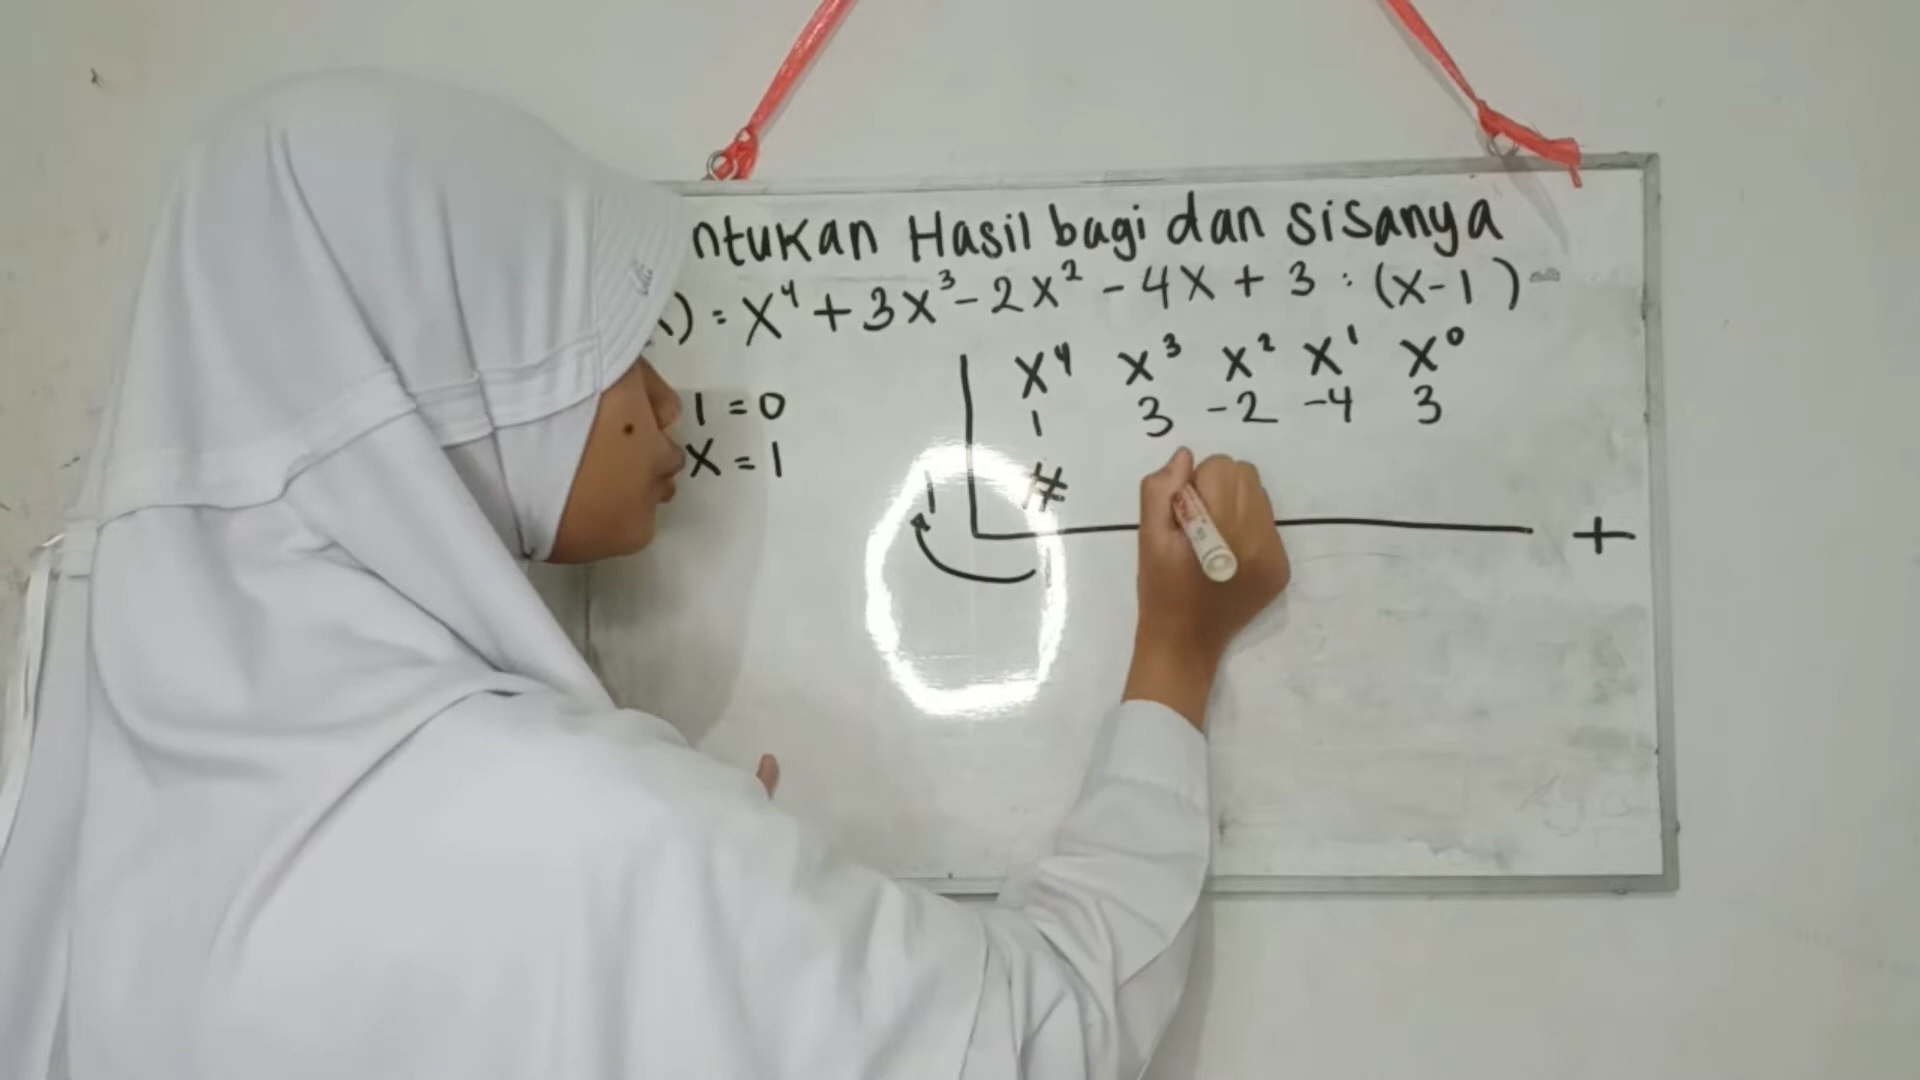 ntukan Hasil bagi dan sisanya
) = x⁴ + 3x³ - 2x² - 4x + 3 : (x-1) =
x⁴ x³ x² x¹ x⁰
1 = 0
1 3 -2 -4 3
x = 1
1 #
+